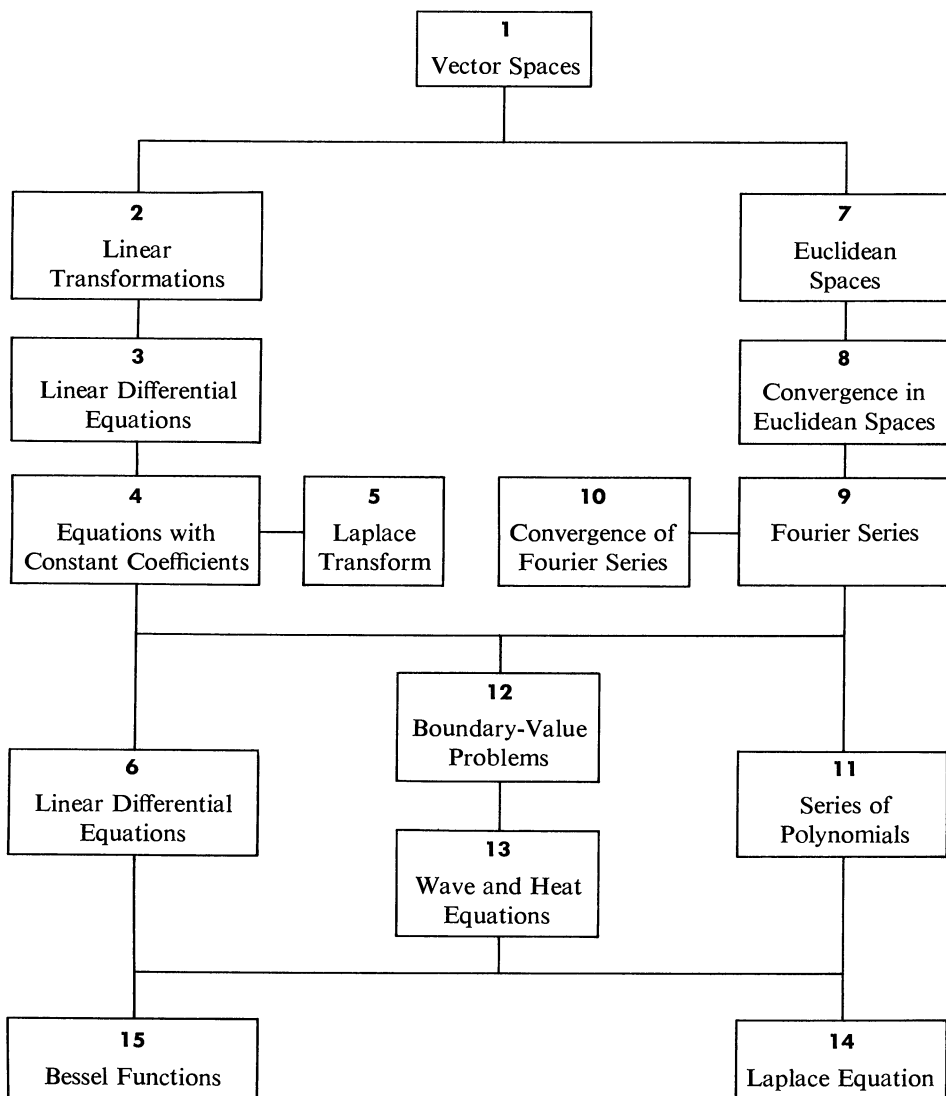 1
Vector Spaces
2
Linear
Transformations
7
Euclidean
Spaces
3
Linear Differential
Equations
8
Convergence in
Euclidean Spaces
4
Equations with
Constant Coefficients
5
Laplace
Transform
10
Convergence of
Fourier Series
9
Fourier Series
12
Boundary-Value
Problems
6
Linear Differential
Equations
11
Series of
Polynomials
13
Wave and Heat
Equations
15
Bessel Functions
14
Laplace Equation